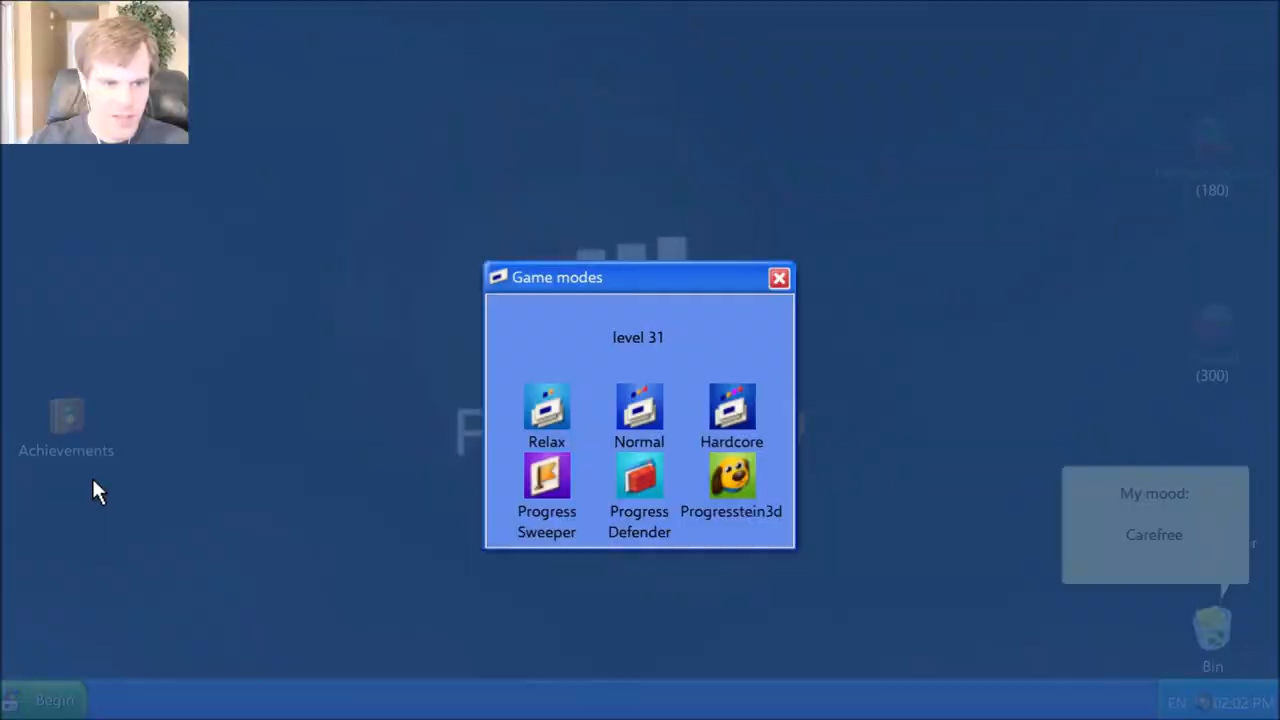 (180)
Game modes
level 31
(300)
Relax
Normal
Hardcore
Achievements
Progress
Sweeper
Progress
Defender
Progresstein3d
My mood:
Carefree
Bin
Begin
EN
02:02 PM